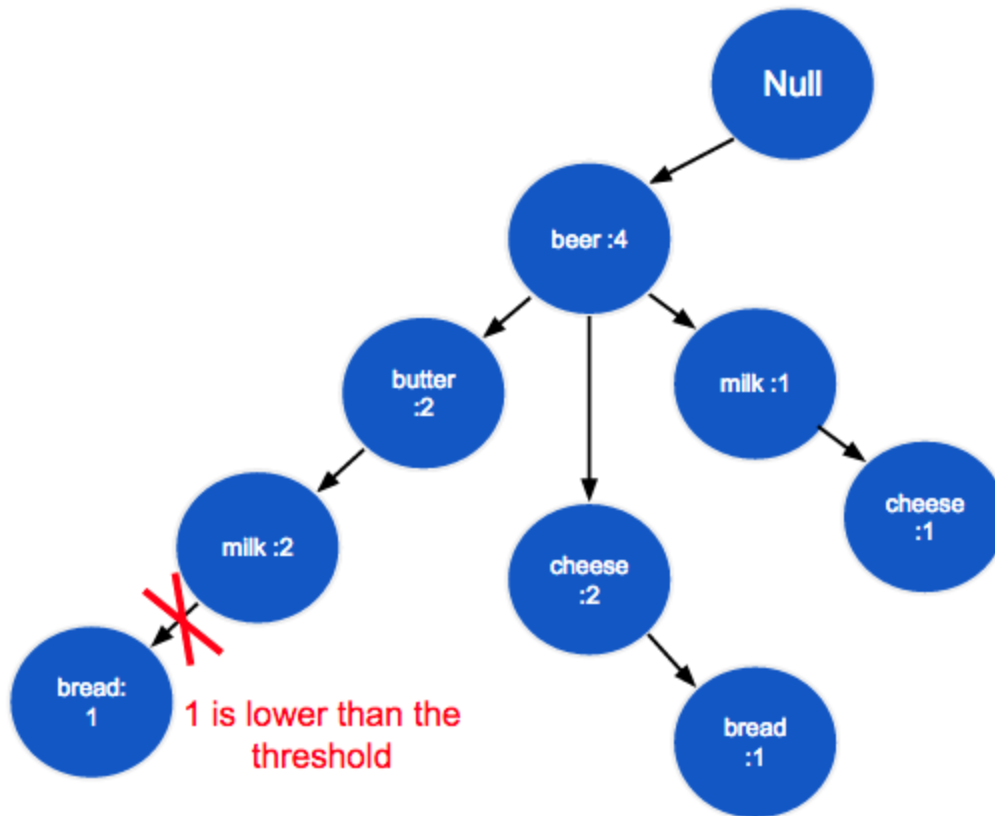 Null
beer :4
butter
:2
milk :1
cheese
:1
milk :2
cheese
:2
bread:
1
1 is lower than the
threshold
bread
:1